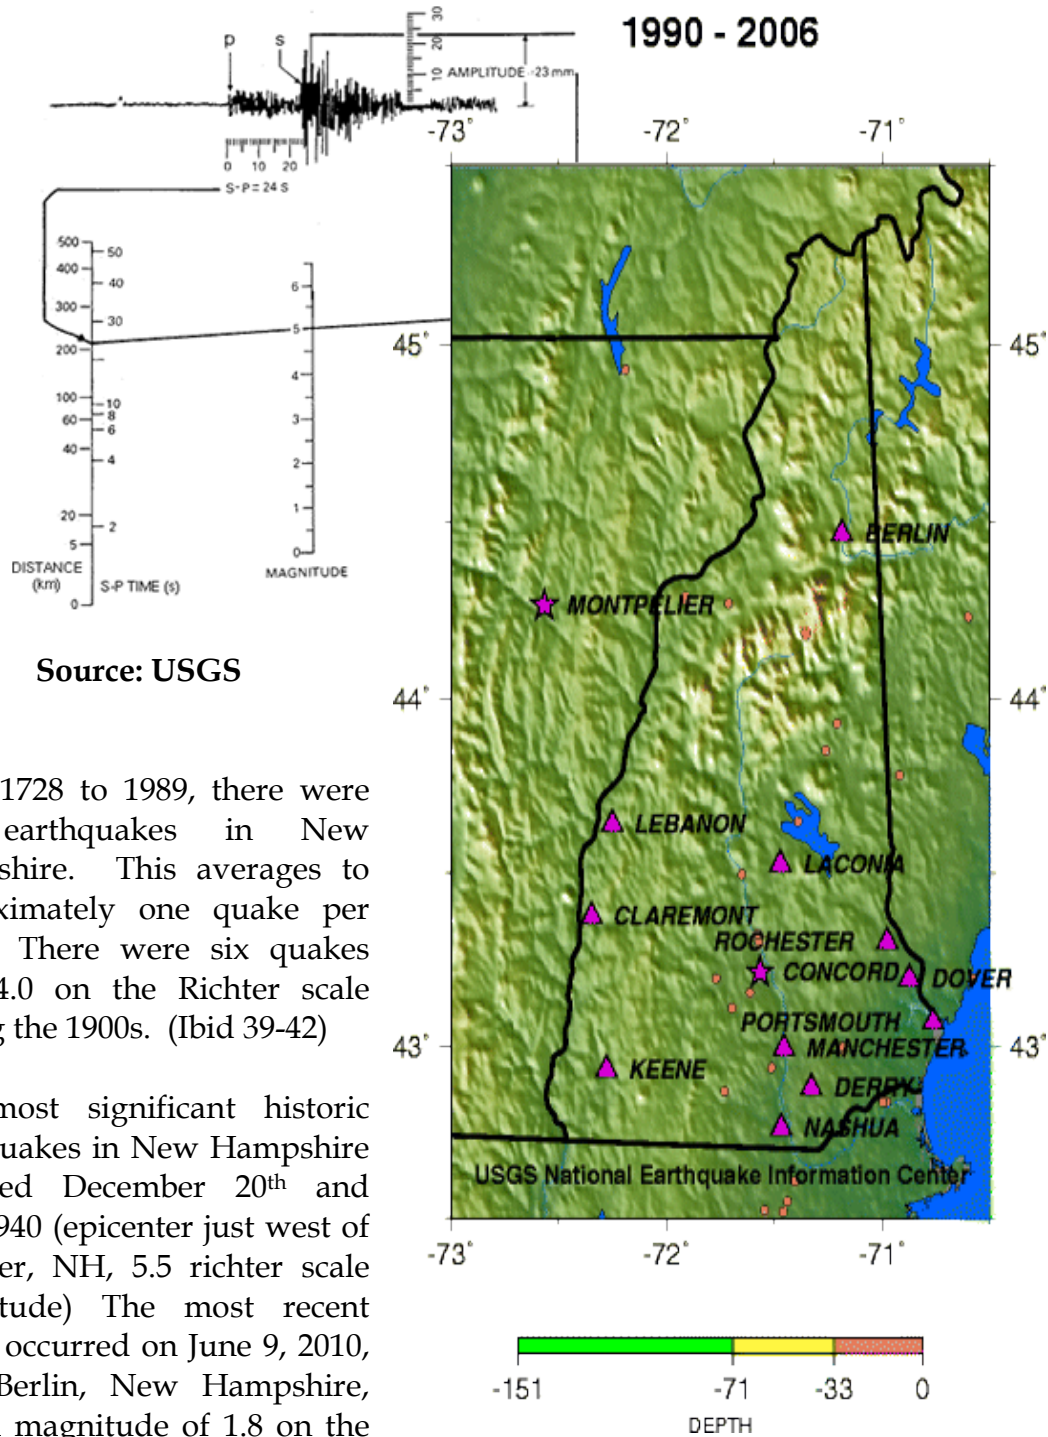 1990 - 2006
30
20
10
AMPLITUDE -23 mm
p
s
0 10 20
S-P = 24 S
500
400
300
200
100
60
40
20
5
0
50
40
30
10
8
6
4
2
6
5
4
3
2
1
0
DISTANCE
(km)
S-P TIME (s)
MAGNITUDE
Source: USGS
1728 to 1989, there were
earthquakes in New
shire. This averages to
ximately one quake per
There were six quakes
4.0 on the Richter scale
g the 1900s. (Ibid 39-42)
most significant historic
quakes in New Hampshire
ed December 20th and
940 (epicenter just west of
er, NH, 5.5 richter scale
tude) The most recent
occurred on June 9, 2010,
Berlin, New Hampshire,
magnitude of 1.8 on the
-73° -72° -71°
45° 45°
BERLIN
MONTPELIER
44° 44°
LEBANON
LACONIA
CLAREMONT
ROCHESTER
CONCORD
DOVER
PORTSMOUTH
43° 43°
MANCHESTER
KEENE
DERRY
NASHUA
USGS National Earthquake Information Center
-73° -72° -71°
-151 -71 -33 0
DEPTH